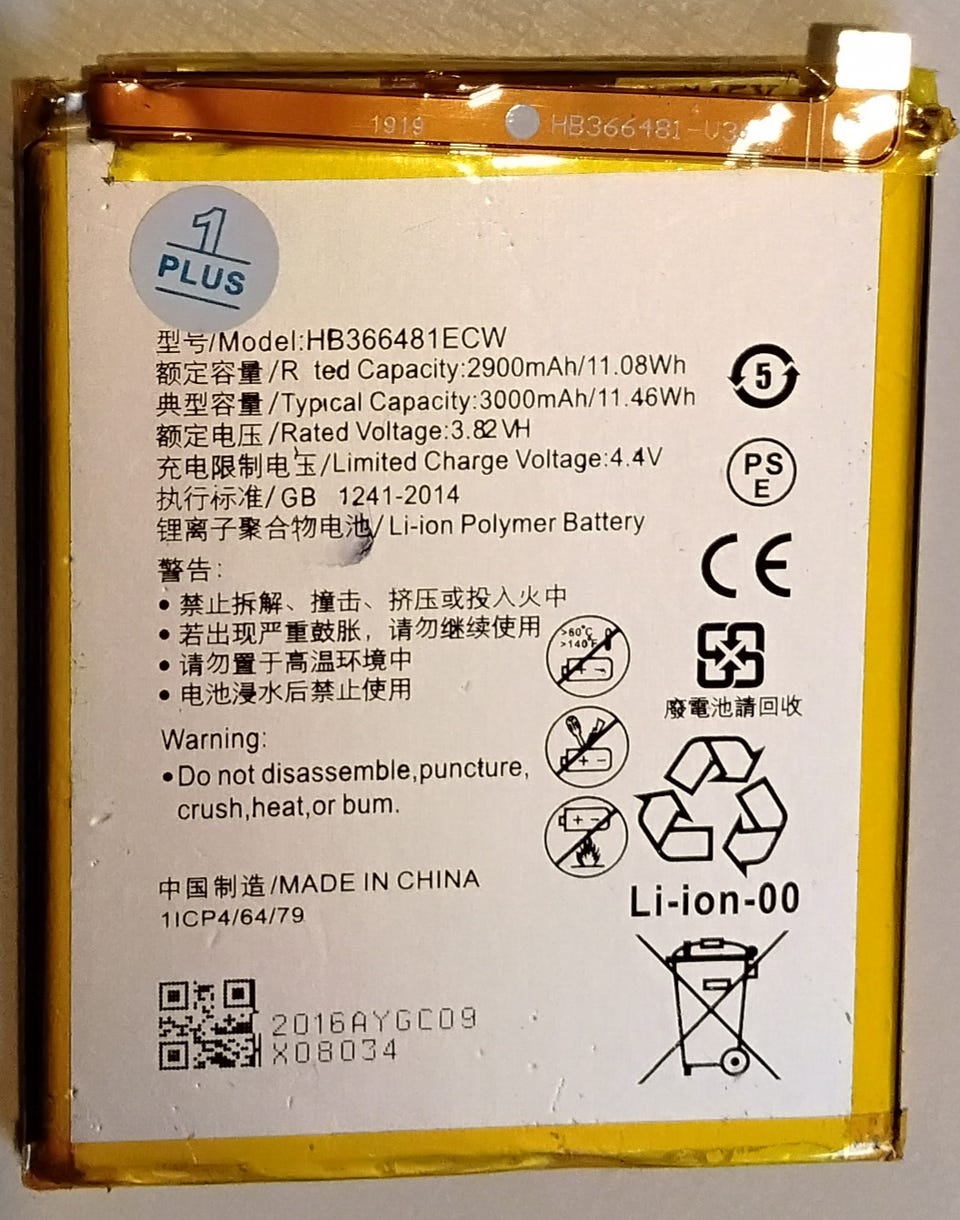 1919 HB366481-V3
1
PLUS
型号/Model:HB366481ECW
额定容量/R ted Capacity:2900mAh/11.08Wh
典型容量/Typical Capacity:3000mAh/11.46Wh
额定电压/Rated Voltage:3.82VH
充电限制电压/Limited Charge Voltage:4.4V
执行标准/GB 1241-2014
锂离子聚合物电池/Li-ion Polymer Battery
警告:
•禁止拆解、撞击、挤压或投入火中
•若出现严重鼓胀，请勿继续使用
•请勿置于高温环境中
•电池浸水后禁止使用
Warning:
•Do not disassemble,puncture,
crush,heat,or bum.
中国制造/MADE IN CHINA
1ICP4/64/79
2016AYGC09
X08034
5
PS
E
CE
廢電池請回收
>60°C
>140°F
Li-ion-00